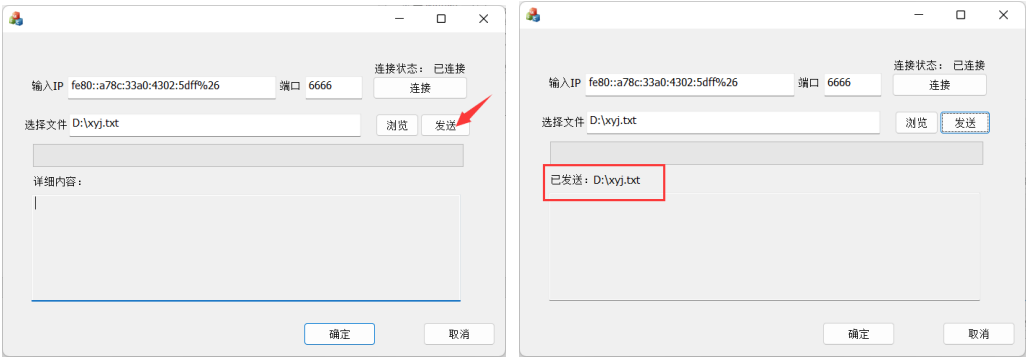 连接状态： 已连接
输入IP fe80::a78c:33a0:4302:5dff%26 端口 6666 连接
选择文件 D:\xyj.txt 浏览 发送
详细内容：
确定 取消
连接状态： 已连接
输入IP fe80::a78c:33a0:4302:5dff%26 端口 6666 连接
选择文件 D:\xyj.txt 浏览 发送
已发送：D:\xyj.txt
确定 取消